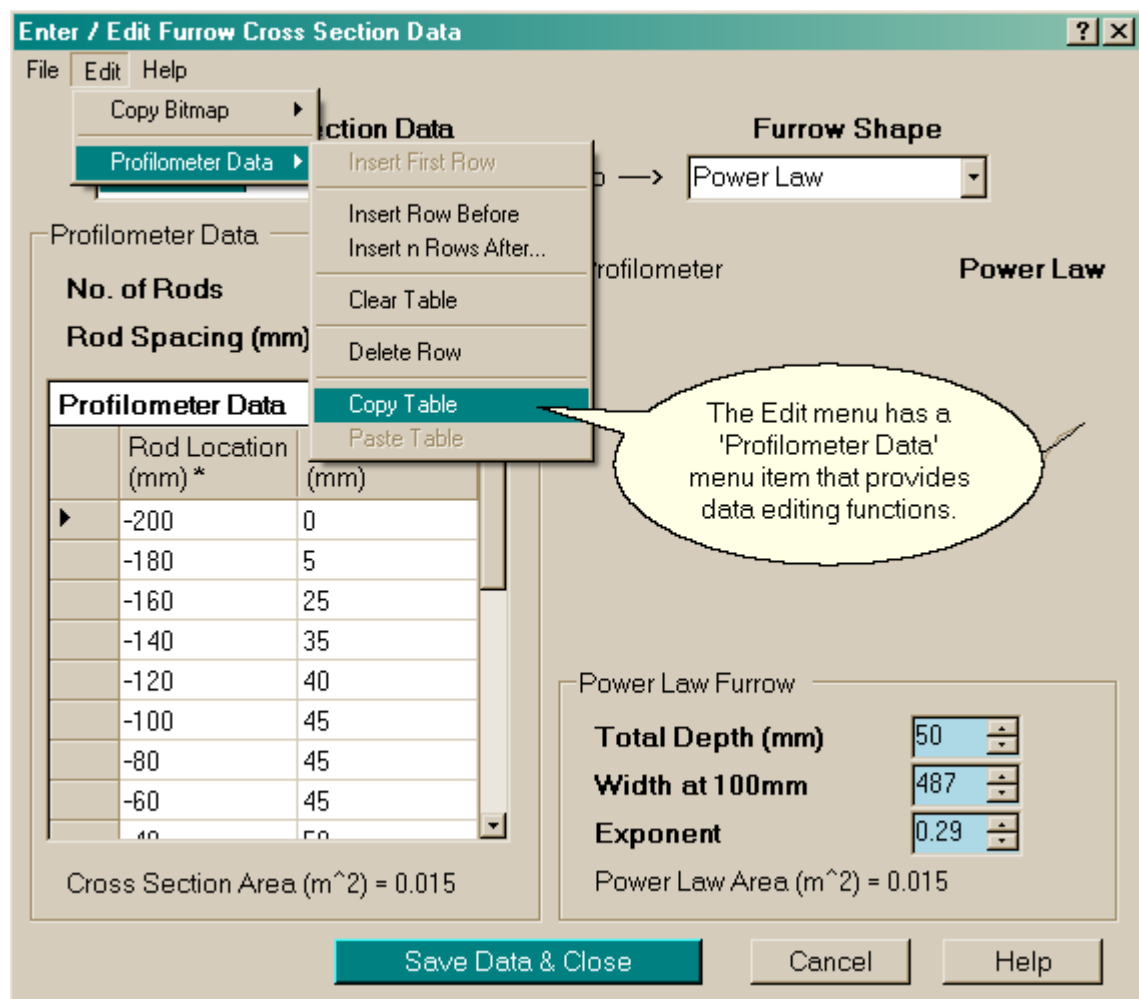 Enter / Edit Furrow Cross Section Data
File Edit Help
Copy Bitmap
Profilometer Data
ction Data
Furrow Shape
Power Law
Insert First Row
Insert Row Before
Insert n Rows After...
Clear Table
Delete Row
Copy Table
Paste Table
Profilometer Data
No. of Rods
Rod Spacing (mm)
rofilometer
Power Law
The Edit menu has a
'Profilometer Data'
menu item that provides
data editing functions.
Profilometer Data
Rod Location
(mm) * (mm)
-200 0
-180 5
-160 25
-140 35
-120 40
-100 45
-80 45
-60 45
Cross Section Area (m^2) = 0.015
Power Law Furrow
Total Depth (mm) 50
Width at 100mm 487
Exponent 0.29
Power Law Area (m^2) = 0.015
Save Data & Close Cancel Help